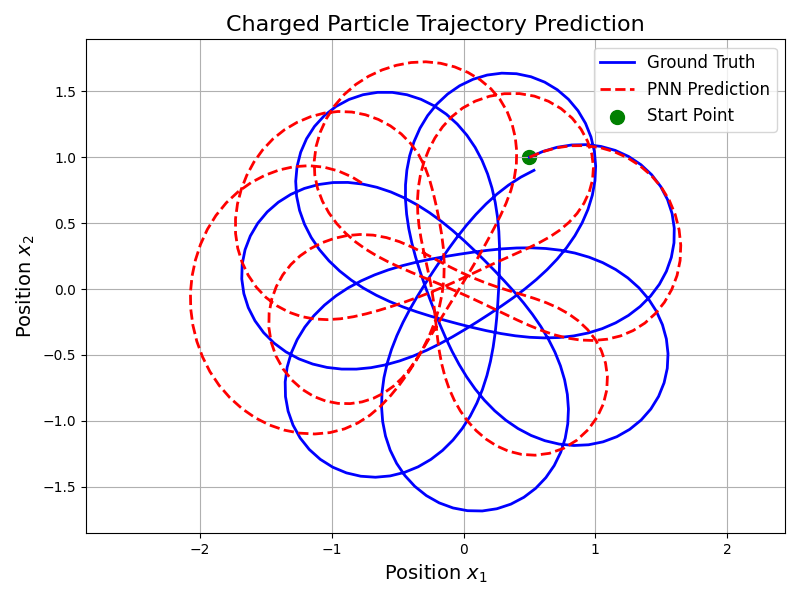 Charged Particle Trajectory Prediction
Ground Truth
PNN Prediction
Start Point
Position x₂
1.5
1.0
0.5
0.0
−0.5
−1.0
−1.5
−2
−1
0
1
2
Position x₁